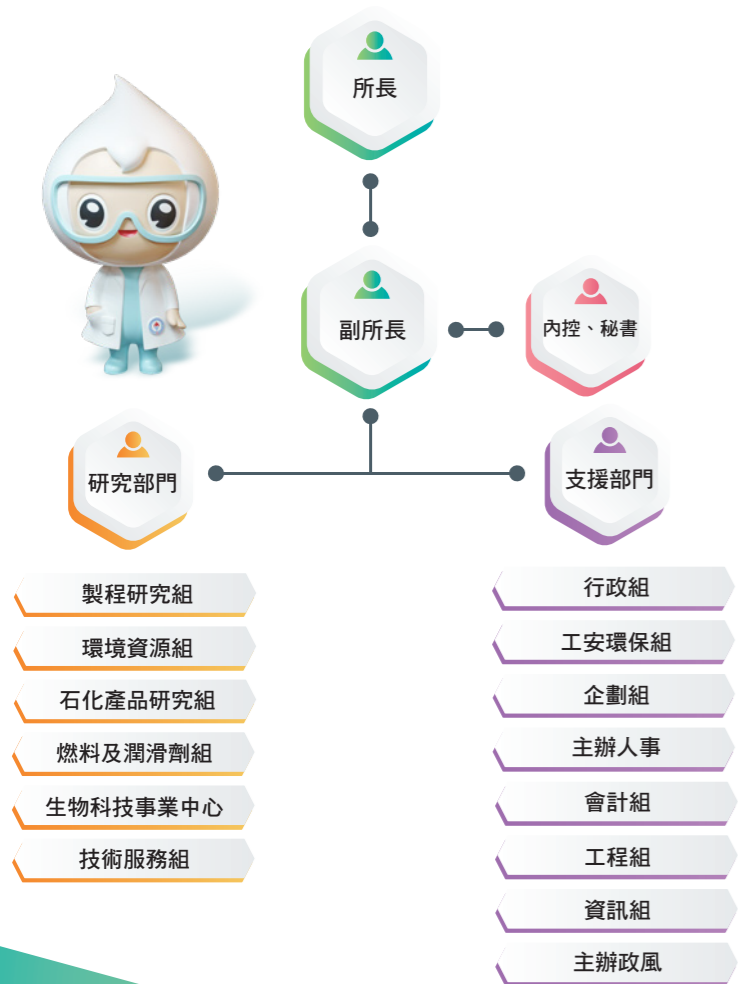 所長
副所長
內控、秘書
研究部門
支援部門
製程研究組
環境資源組
石化產品研究組
燃料及潤滑劑組
生物科技事業中心
技術服務組
行政組
工安環保組
企劃組
主辦人事
會計組
工程組
資訊組
主辦政風